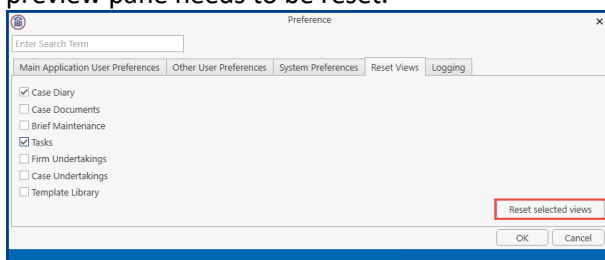 preview pane needs to be reset.
Preference
Enter Search Term
Main Application User Preferences Other User Preferences System Preferences Reset Views Logging
Case Diary
Case Documents
Brief Maintenance
Tasks
Firm Undertakings
Case Undertakings
Template Library
Reset selected views
OK Cancel